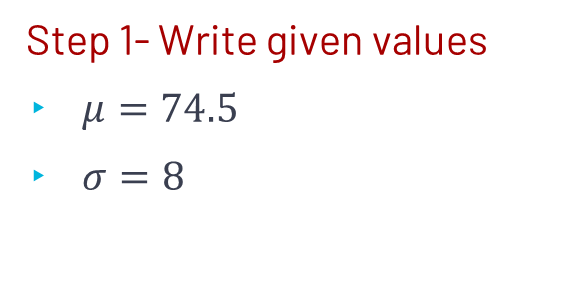 Step 1- Write given values
‣ 𝜇 = 74.5
‣ 𝜎 = 8